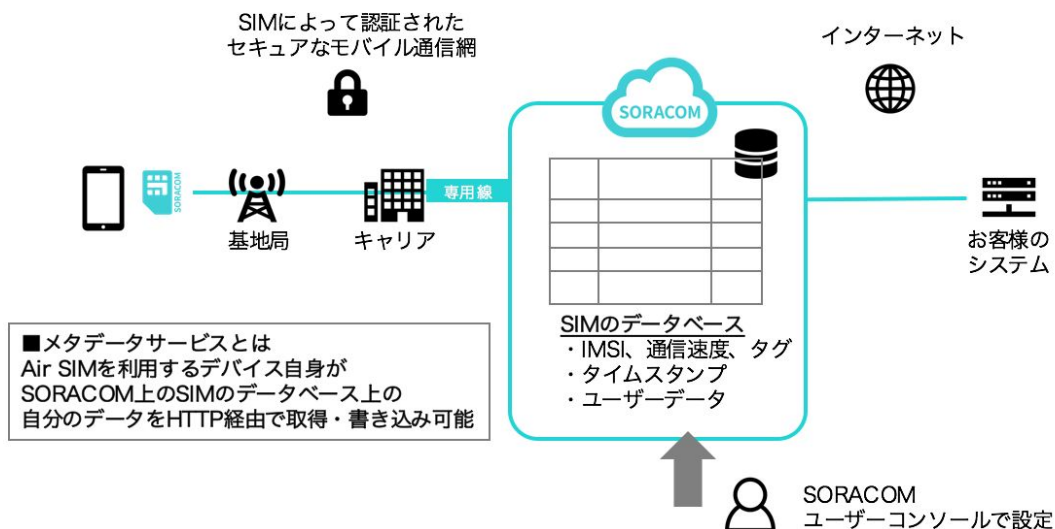 SIMによって認証された
セキュアなモバイル通信網
インターネット
SORACOM
SORACOM
専用線
基地局
キャリア
お客様の
システム
SIMのデータベース
・IMSI、通信速度、タグ
・タイムスタンプ
・ユーザーデータ
■メタデータサービスとは
Air SIMを利用するデバイス自身が
SORACOM上のSIMのデータベース上の
自分のデータをHTTP経由で取得・書き込み可能
SORACOM
ユーザーコンソールで設定